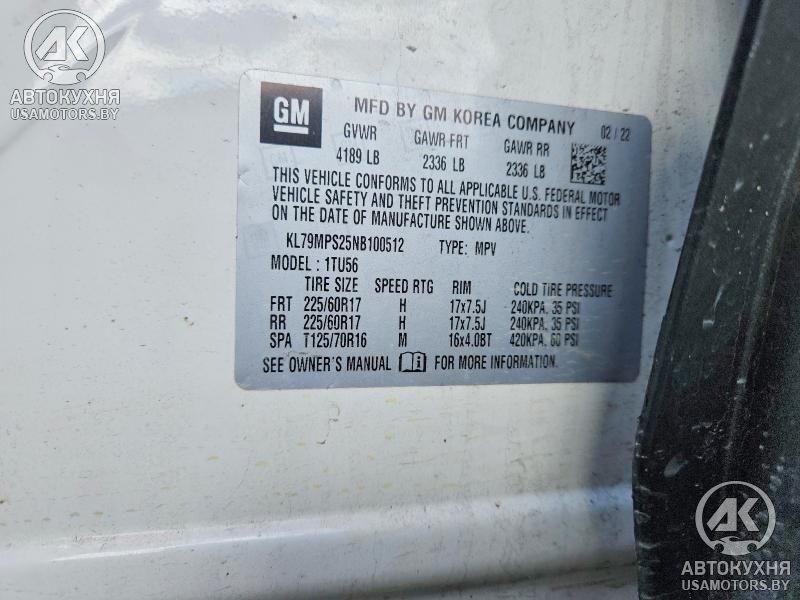 AK
АВТОКУХНЯ
USAMOTORS.BY
GM
MFD BY GM KOREA COMPANY 02 / 22
GVWR GAWR FRT GAWR RR
4189 LB 2336 LB 2336 LB
THIS VEHICLE CONFORMS TO ALL APPLICABLE U.S. FEDERAL MOTOR
VEHICLE SAFETY AND THEFT PREVENTION STANDARDS IN EFFECT
ON THE DATE OF MANUFACTURE SHOWN ABOVE.
KL79MPS25NB100512 TYPE: MPV
MODEL : 1TU56
TIRE SIZE SPEED RTG RIM COLD TIRE PRESSURE
FRT 225/60R17 H 17x7.5J 240KPA, 35 PSI
RR 225/60R17 H 17x7.5J 240KPA, 35 PSI
SPA T125/70R16 M 16x4.0BT 420KPA, 60 PSI
SEE OWNER'S MANUAL i FOR MORE INFORMATION.
AK
АВТОКУХНЯ
USAMOTORS.BY